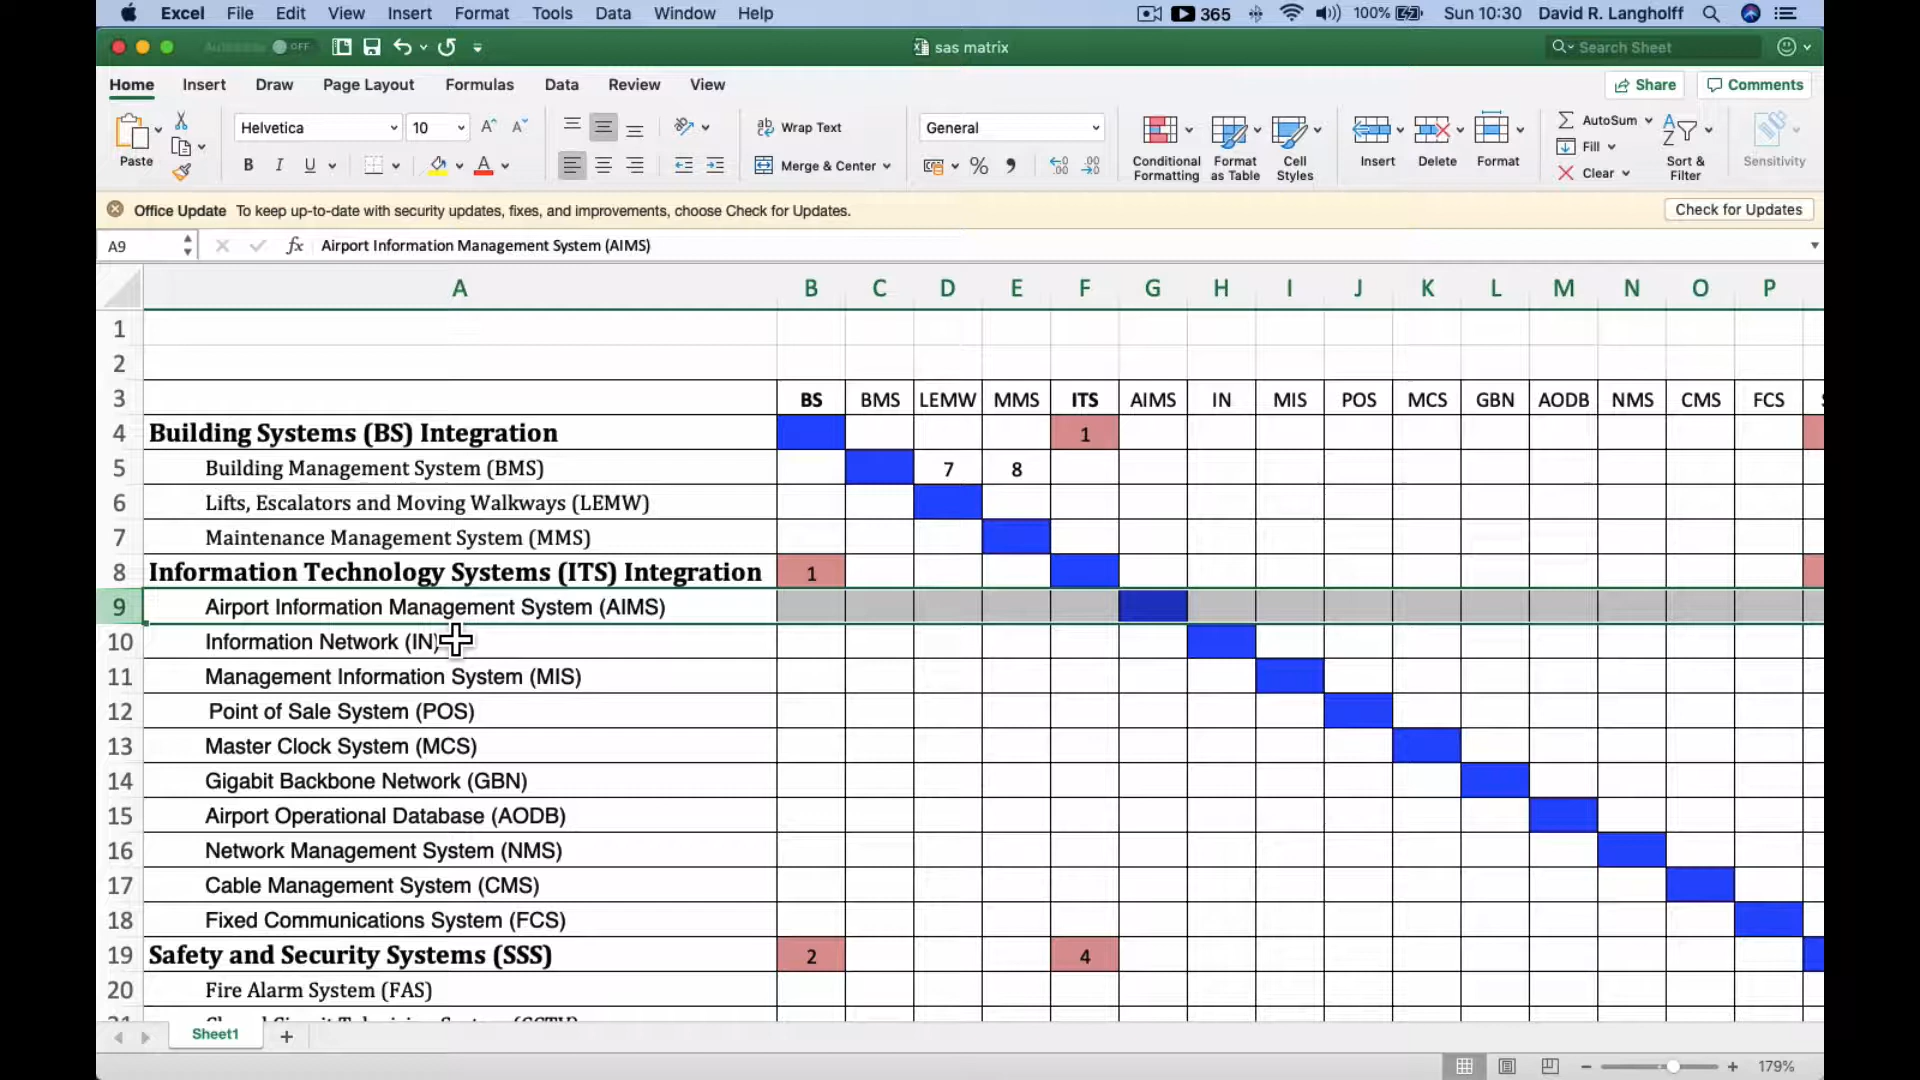 Excel File Edit View Insert Format Tools Data Window Help 365 100% Sun 10:30 David R. Langholff
OFF sas matrix Search Sheet
Home Insert Draw Page Layout Formulas Data Review View Share Comments
Paste Helvetica 10 Wrap Text General Conditional Formatting Format as Table Cell Styles Insert Delete Format AutoSum Sort & Filter Sensitivity
B I U A Merge & Center % Fill Clear
Office Update To keep up-to-date with security updates, fixes, and improvements, choose Check for Updates. Check for Updates
A9 fx Airport Information Management System (AIMS)
A B C D E F G H I J K L M N O P
1
2
3 BS BMS LEMW MMS ITS AIMS IN MIS POS MCS GBN AODB NMS CMS FCS
4 Building Systems (BS) Integration 1
5 Building Management System (BMS) 7 8
6 Lifts, Escalators and Moving Walkways (LEMW)
7 Maintenance Management System (MMS)
8 Information Technology Systems (ITS) Integration 1
9 Airport Information Management System (AIMS)
10 Information Network (IN)
11 Management Information System (MIS)
12 Point of Sale System (POS)
13 Master Clock System (MCS)
14 Gigabit Backbone Network (GBN)
15 Airport Operational Database (AODB)
16 Network Management System (NMS)
17 Cable Management System (CMS)
18 Fixed Communications System (FCS)
19 Safety and Security Systems (SSS) 2 4
20 Fire Alarm System (FAS)
Sheet1
179%